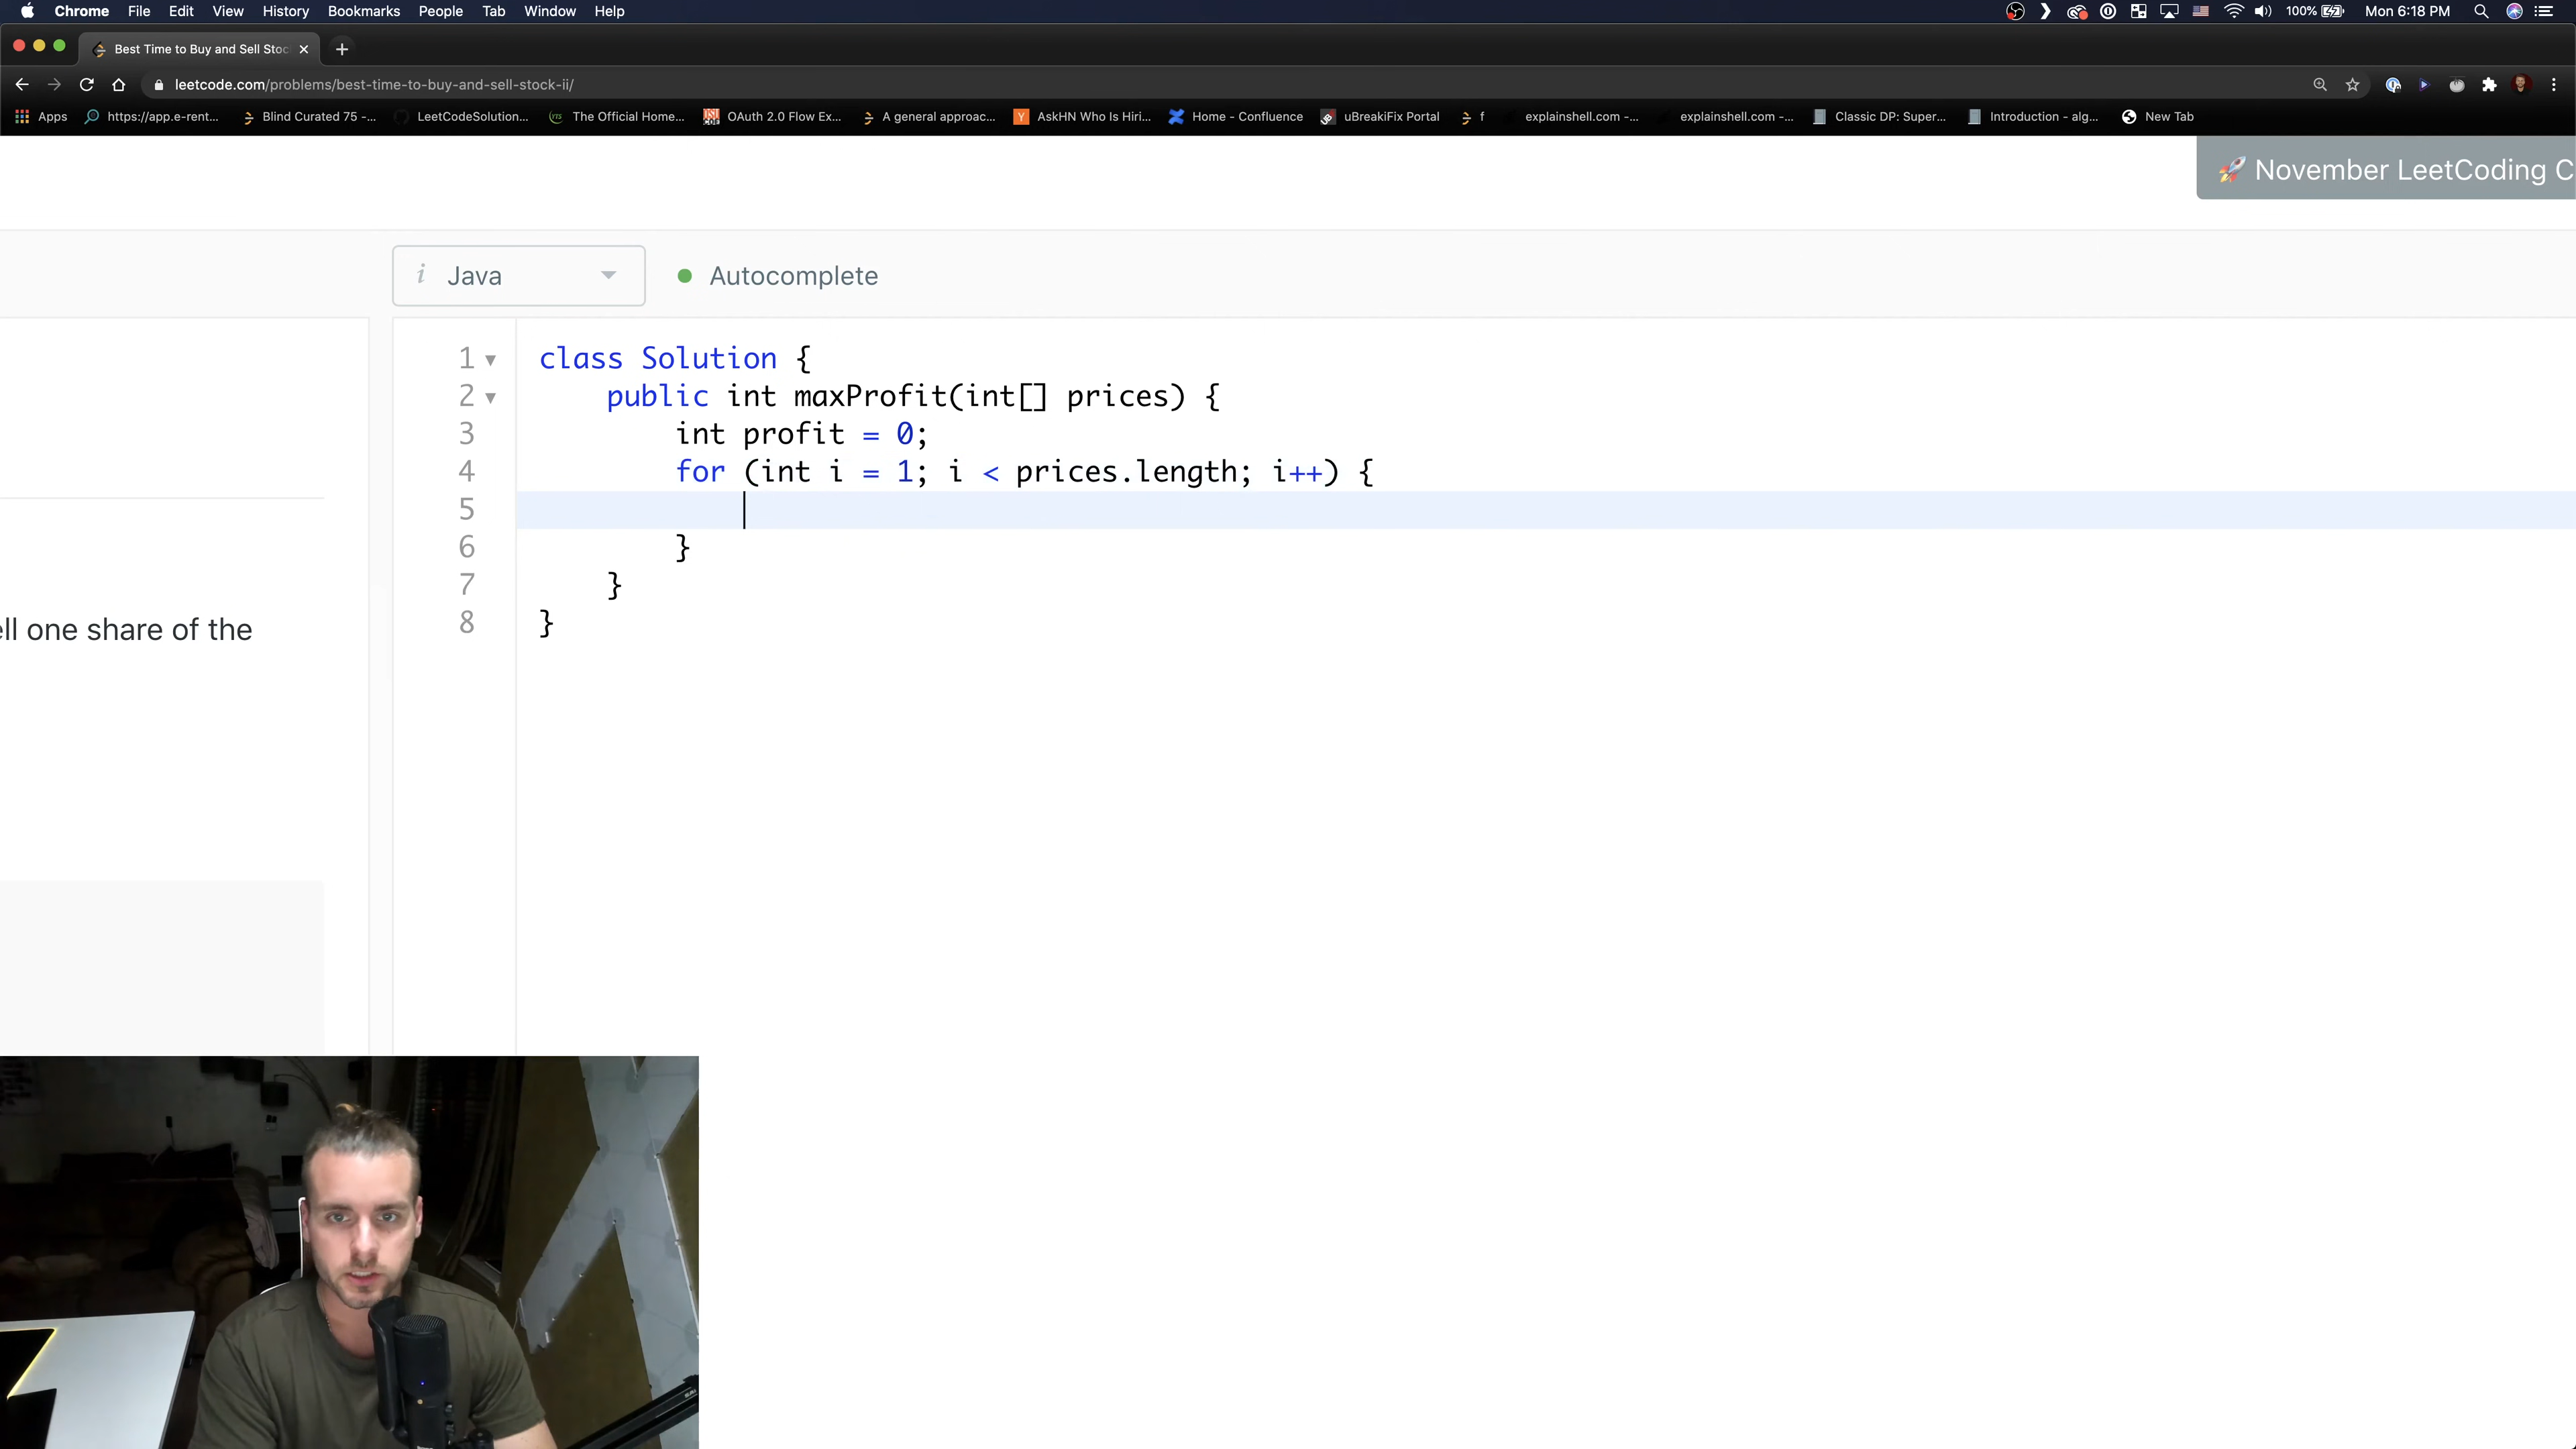 Chrome File Edit View History Bookmarks People Tab Window Help 100% Mon 6:18 PM
Best Time to Buy and Sell Stoc
leetcode.com/problems/best-time-to-buy-and-sell-stock-ii/
Apps https://app.e-rent... Blind Curated 75 -... LeetCodeSolution... The Official Home... OAuth 2.0 Flow Ex... A general approac... AskHN Who Is Hiri... Home - Confluence uBreakiFix Portal f explainshell.com -... explainshell.com -... Classic DP: Super... Introduction - alg... New Tab
🚀 November LeetCoding C
i Java Autocomplete
1 class Solution {
2 public int maxProfit(int[] prices) {
3 int profit = 0;
4 for (int i = 1; i < prices.length; i++) {
5
6 }
7 }
8 }
ell one share of the